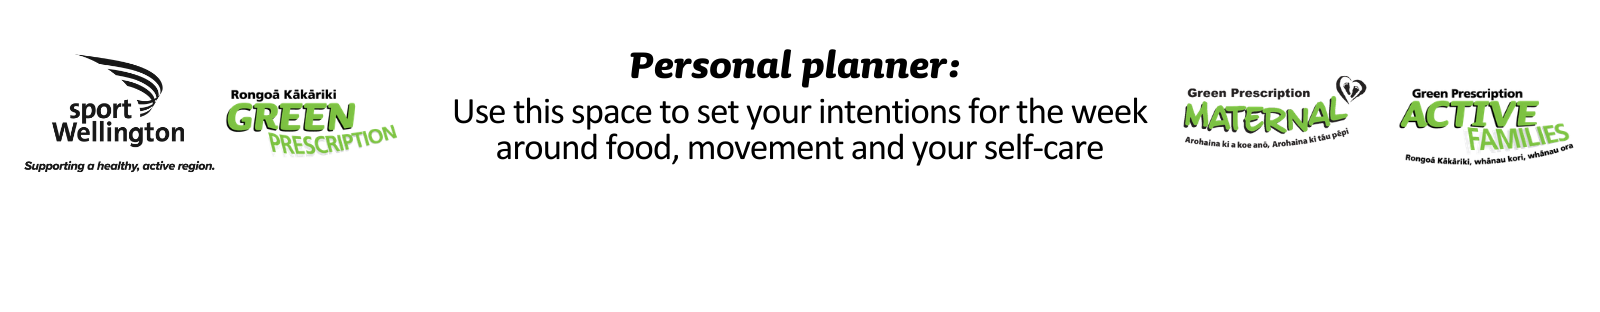 Personal planner:
Use this space to set your intentions for the week
around food, movement and your self-care
sport
Wellington
Supporting a healthy, active region.
Rongoā Kākāriki
GREEN
PRESCRIPTION
Green Prescription
MATERNAL
Arohaina ki a koe anō, Arohaina ki tāu pēpi
Green Prescription
ACTIVE
FAMILIES
Rongoā Kākāriki, whānau kori, whānau ora